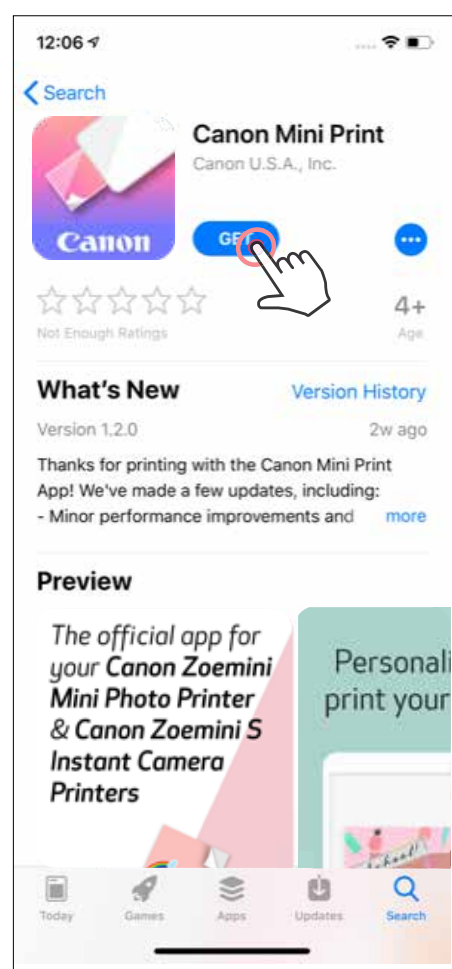 12:06
Search
Canon Mini Print
Canon U.S.A., Inc.
Canon
GET
4+
Not Enough Ratings
Age
What's New
Version History
Version 1.2.0
2w ago
Thanks for printing with the Canon Mini Print
App! We've made a few updates, including:
- Minor performance improvements and more
Preview
The official app for
your Canon Zoemini
Mini Photo Printer
& Canon Zoemini S
Instant Camera
Printers
Personali
print your
school!
Today
Games
Apps
Updates
Search